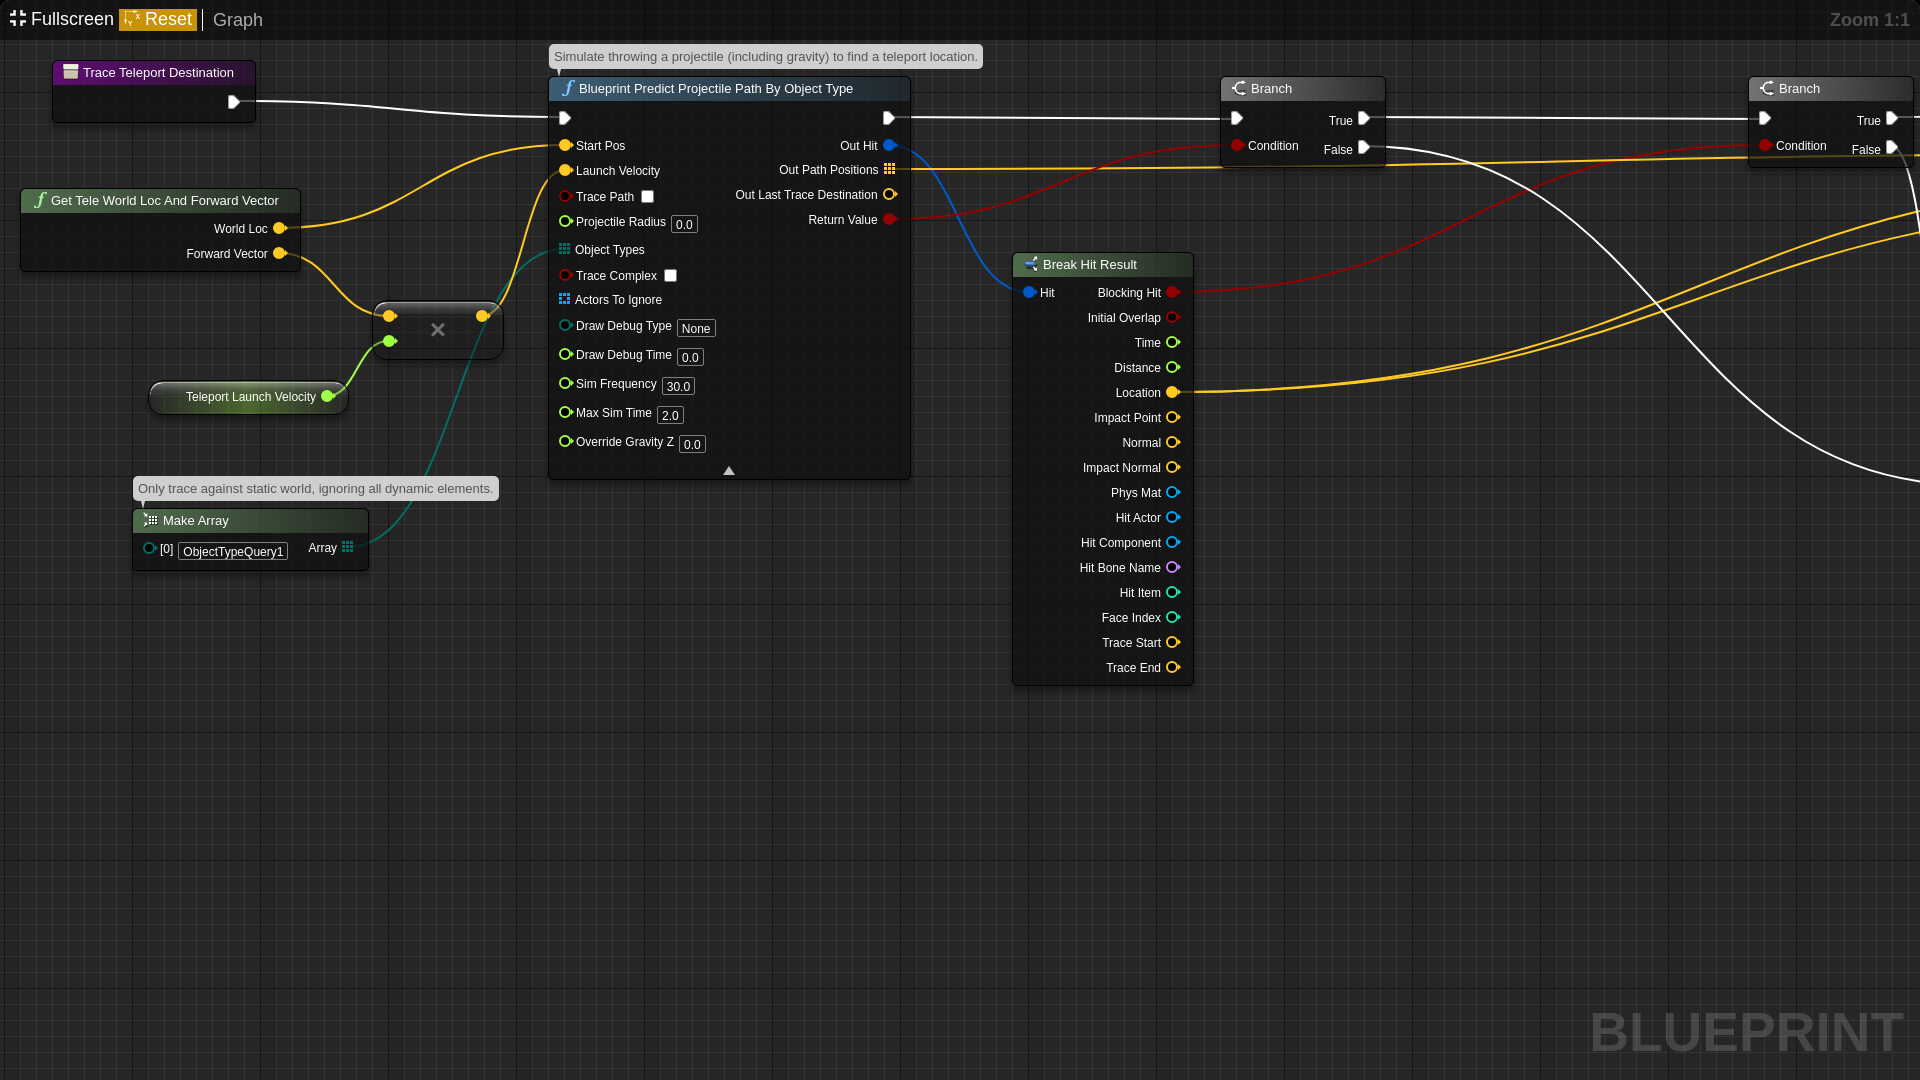 Fullscreen Reset Graph
Zoom 1:1
Trace Teleport Destination
Get Tele World Loc And Forward Vector
World Loc
Forward Vector
×
Teleport Launch Velocity
Only trace against static world, ignoring all dynamic elements.
Make Array
[0] ObjectTypeQuery1 Array
Simulate throwing a projectile (including gravity) to find a teleport location.
Blueprint Predict Projectile Path By Object Type
Start Pos Out Hit
Launch Velocity Out Path Positions
Trace Path Out Last Trace Destination
Projectile Radius 0.0 Return Value
Object Types
Trace Complex
Actors To Ignore
Draw Debug Type None
Draw Debug Time 0.0
Sim Frequency 30.0
Max Sim Time 2.0
Override Gravity Z 0.0
Break Hit Result
Hit Blocking Hit
Initial Overlap
Time
Distance
Location
Impact Point
Normal
Impact Normal
Phys Mat
Hit Actor
Hit Component
Hit Bone Name
Hit Item
Face Index
Trace Start
Trace End
Branch
True
Condition False
Branch
True
Condition False
BLUEPRINT